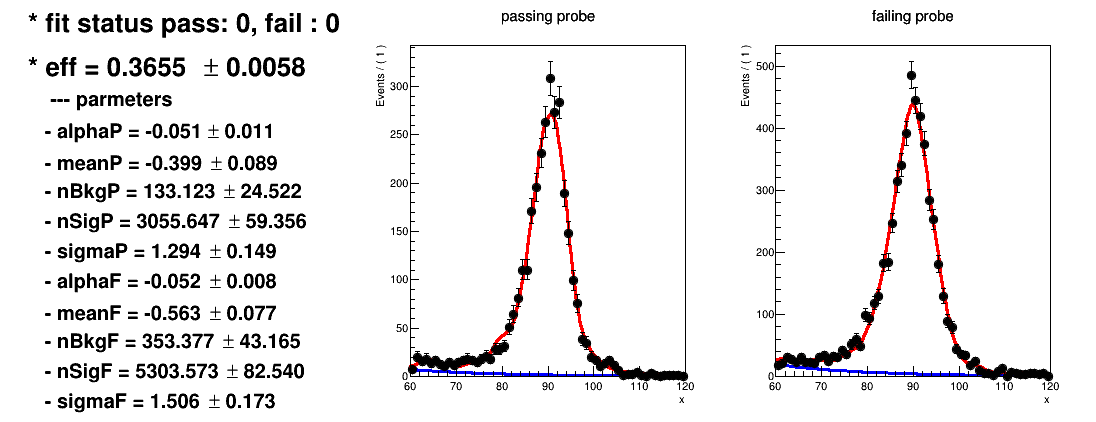 * fit status pass: 0, fail : 0
* eff = 0.3655 ± 0.0058
--- parmeters
- alphaP = -0.051 ± 0.011
- meanP = -0.399 ± 0.089
- nBkgP = 133.123 ± 24.522
- nSigP = 3055.647 ± 59.356
- sigmaP = 1.294 ± 0.149
- alphaF = -0.052 ± 0.008
- meanF = -0.563 ± 0.077
- nBkgF = 353.377 ± 43.165
- nSigF = 5303.573 ± 82.540
- sigmaF = 1.506 ± 0.173
passing probe
Events / ( 1 )
300
250
200
150
100
50
0
60 70 80 90 100 110 120
x
failing probe
Events / ( 1 )
500
400
300
200
100
0
60 70 80 90 100 110 120
x